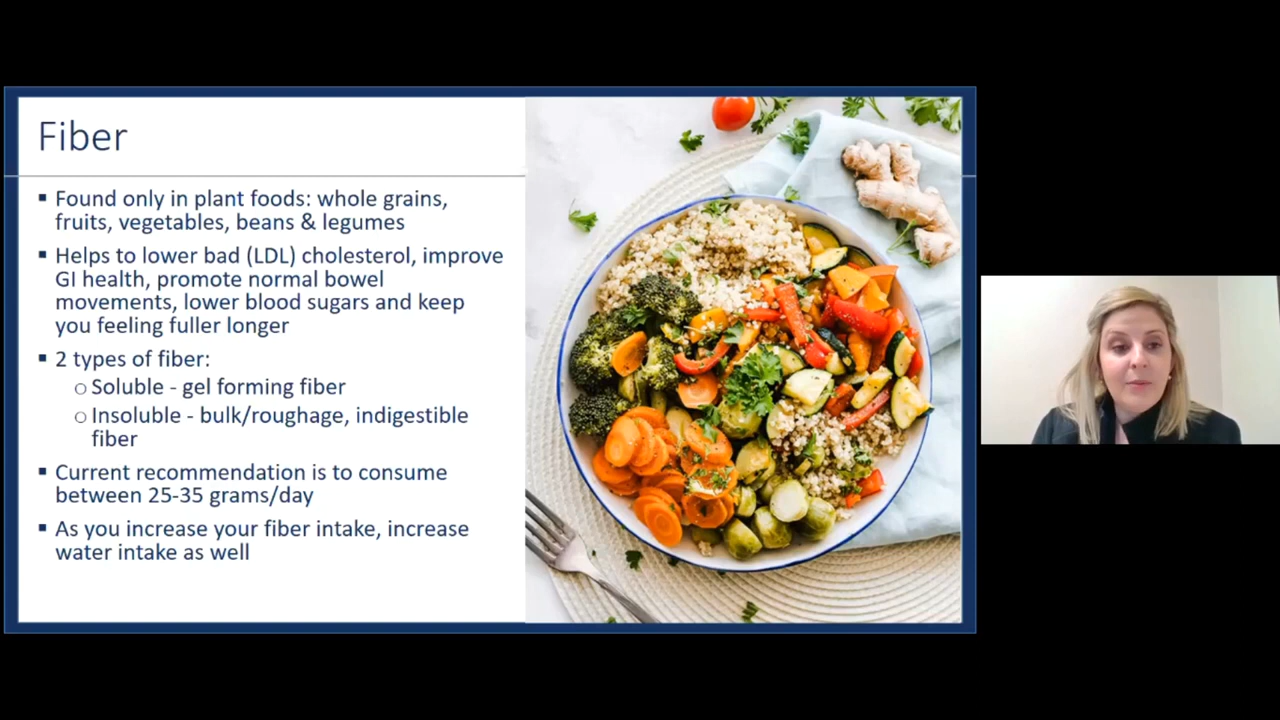 Fiber
▪ Found only in plant foods: whole grains,
fruits, vegetables, beans & legumes
▪ Helps to lower bad (LDL) cholesterol, improve
GI health, promote normal bowel
movements, lower blood sugars and keep
you feeling fuller longer
▪ 2 types of fiber:
○ Soluble - gel forming fiber
○ Insoluble - bulk/roughage, indigestible
fiber
▪ Current recommendation is to consume
between 25-35 grams/day
▪ As you increase your fiber intake, increase
water intake as well